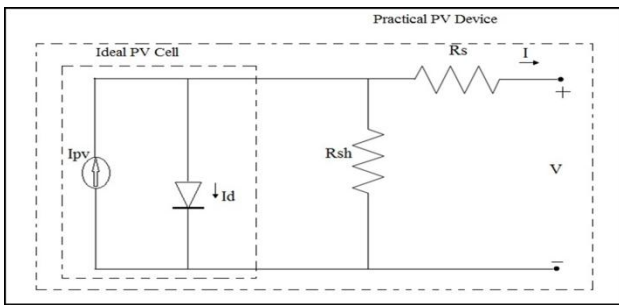 Practical PV Device
Ideal PV Cell
Rs
I
+
Ipv
Id
Rsh
V
−